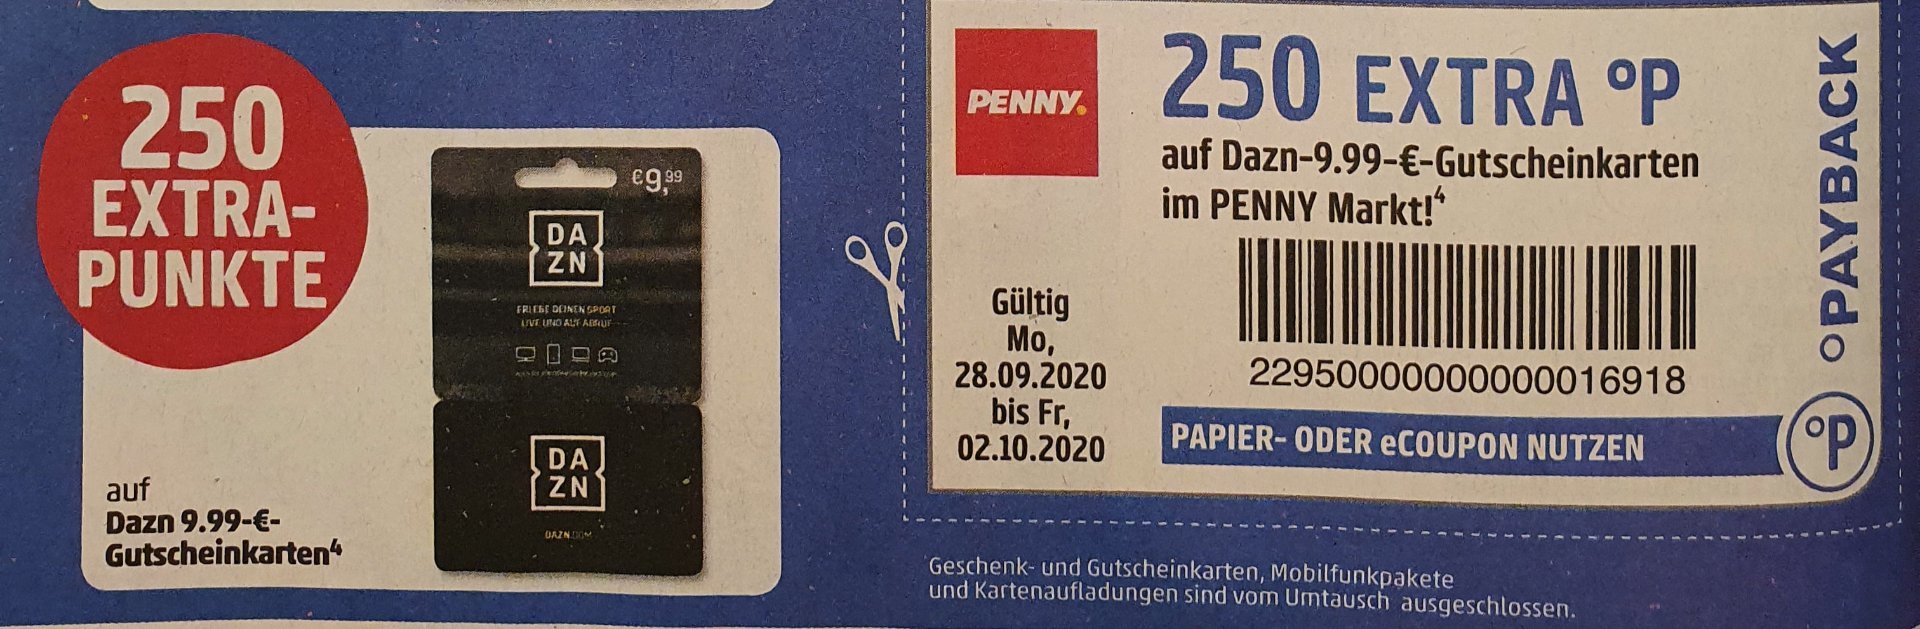 250
EXTRA-
PUNKTE
auf
Dazn 9.99-€-
Gutscheinkarten⁴
€9,99
DA
ZN
ERLEBE DEINEN SPORT
LIVE UND AUF ABRUF
DA
ZN
DAZN.COM
PENNY.
250 EXTRA °P
auf Dazn-9.99-€-Gutscheinkarten
im PENNY Markt!⁴
Gültig
Mo,
28.09.2020
bis Fr,
02.10.2020
22950000000000016918
PAPIER- ODER eCOUPON NUTZEN
°P
PAYBACK
Geschenk- und Gutscheinkarten, Mobilfunkpakete
und Kartenaufladungen sind vom Umtausch ausgeschlossen.